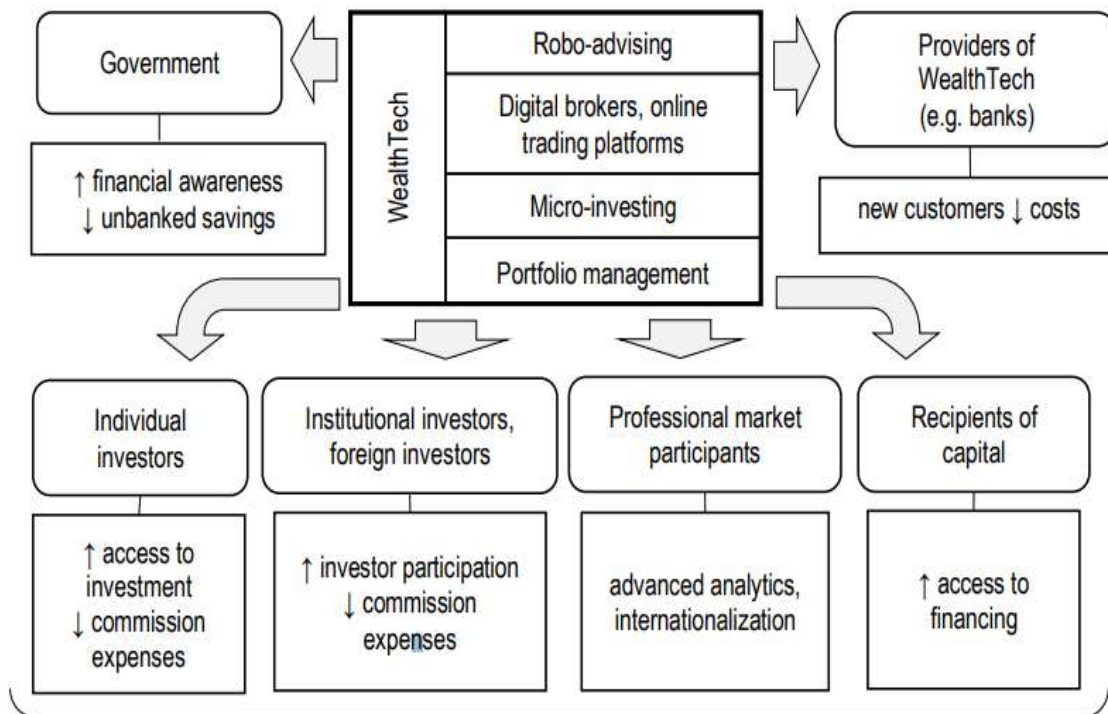 Government
↑ financial awareness
↓ unbanked savings
WealthTech
Robo-advising
Digital brokers, online
trading platforms
Micro-investing
Portfolio management
Providers of
WealthTech
(e.g. banks)
new customers ↓ costs
Individual
investors
↑ access to
investment
↓ commission
expenses
Institutional investors,
foreign investors
↑ investor participation
↓ commission
expenses
Professional market
participants
advanced analytics,
internationalization
Recipients of
capital
↑ access to
financing